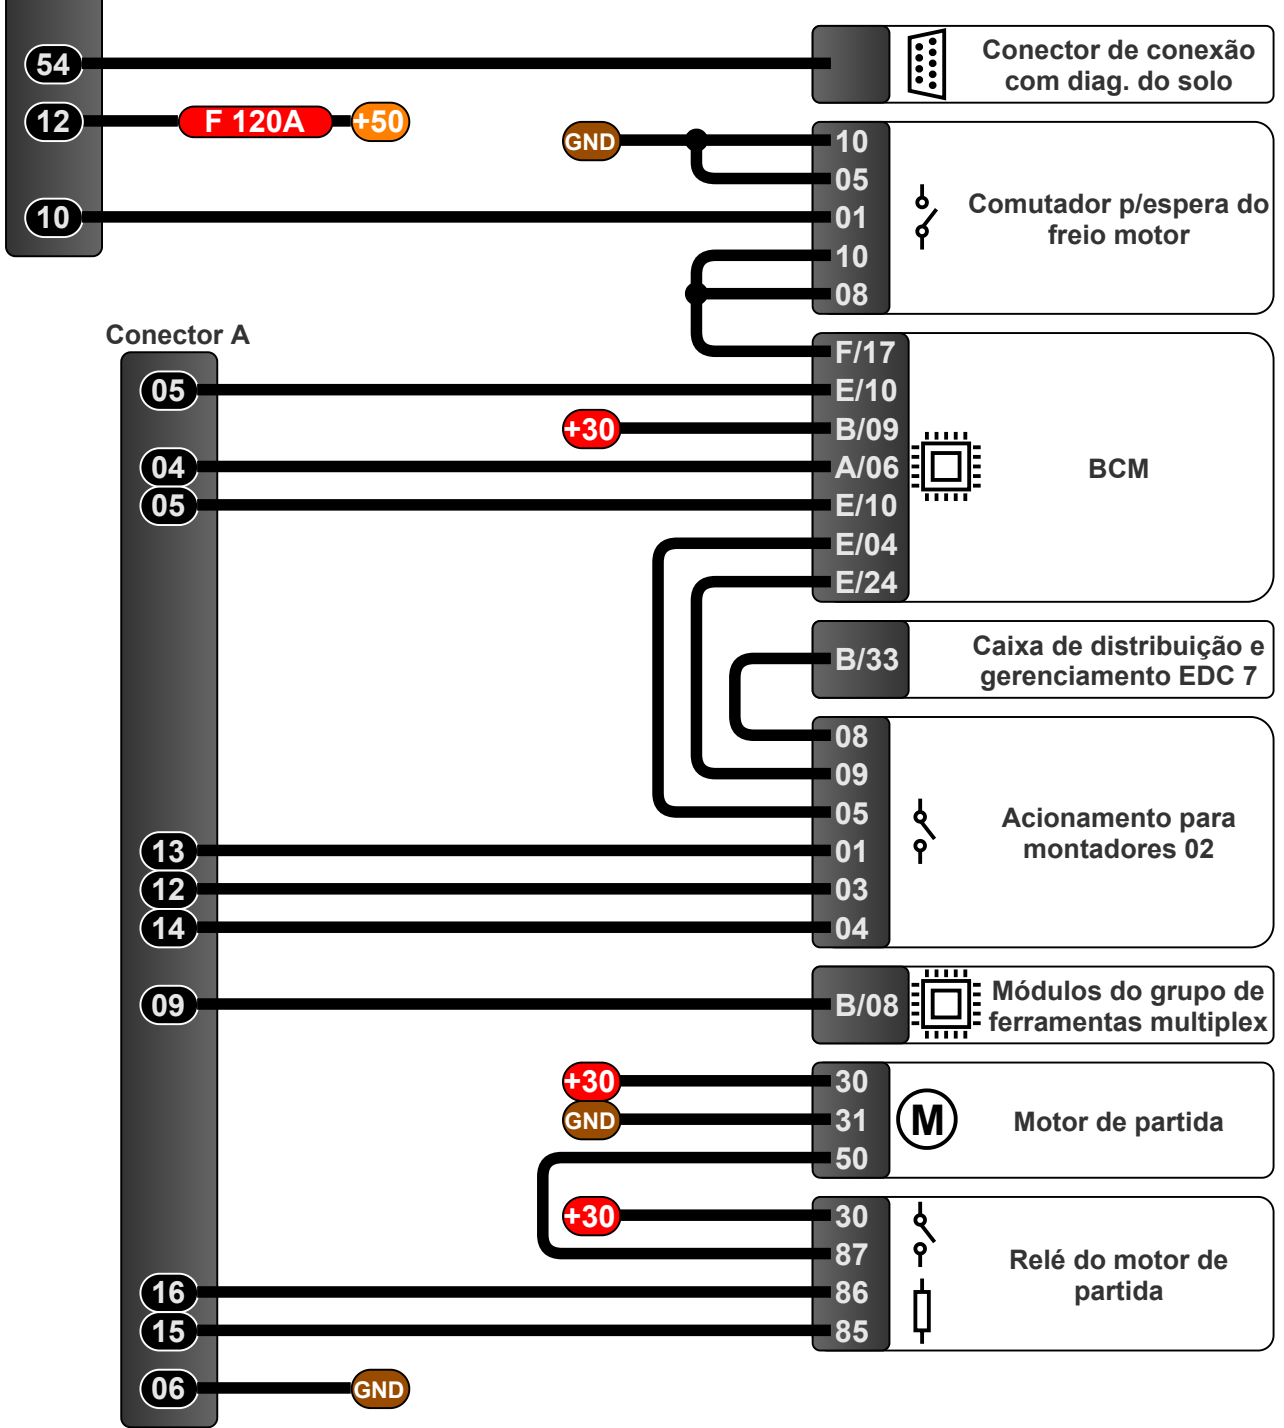 54
Conector de conexão
com diag. do solo
12 F 120A +50
GND 10
05
10 01
Comutador p/espera do
freio motor
10
08
Conector A
F/17
05 E/10
+30 B/09
04 A/06
BCM
05 E/10
E/04
E/24
B/33
Caixa de distribuição e
gerenciamento EDC 7
08
09
05
Acionamento para
montadores 02
13 01
12 03
14 04
09 B/08
Módulos do grupo de
ferramentas multiplex
+30 30
GND 31
M
Motor de partida
50
+30 30
87
Relé do motor de
partida
16 86
15 85
06 GND